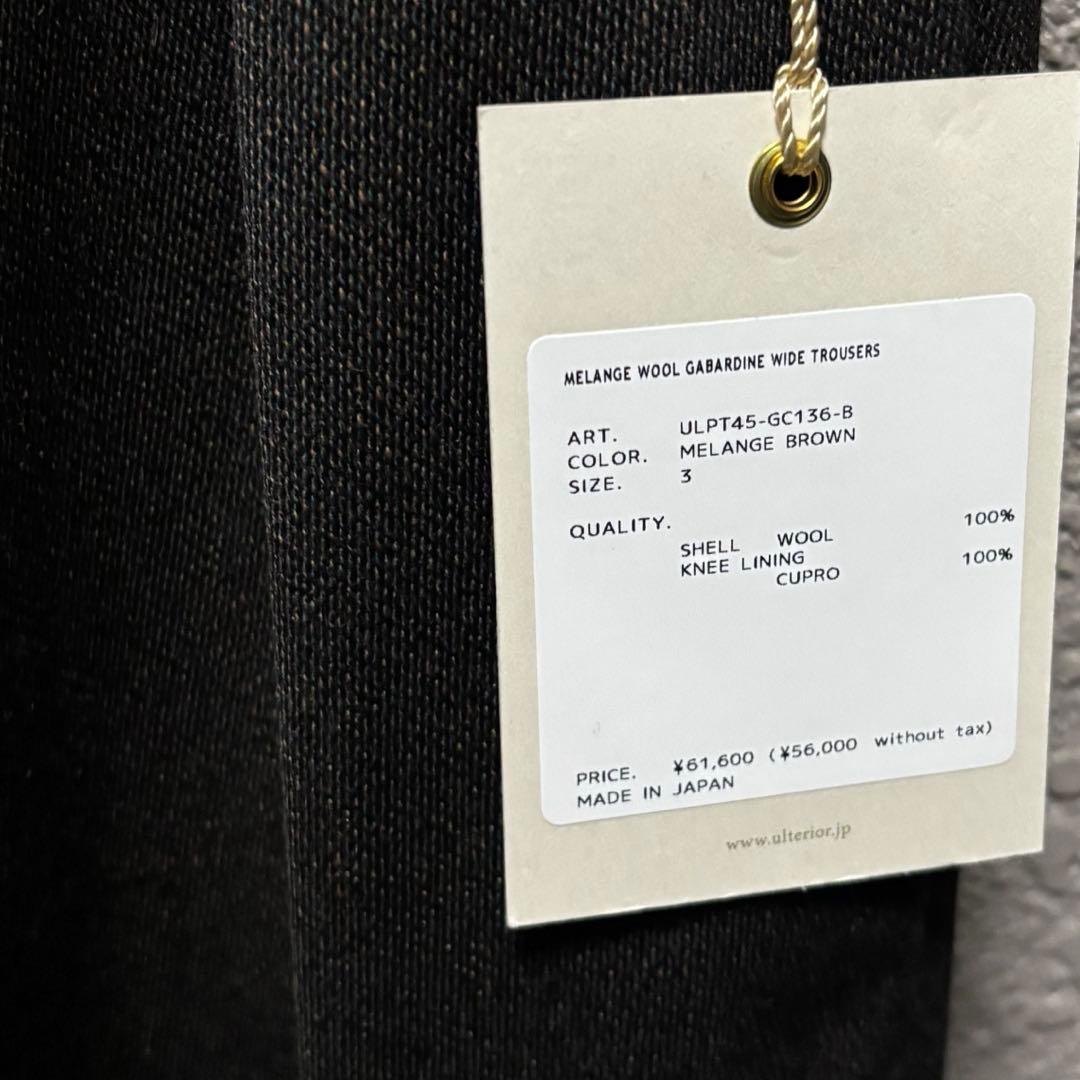 MELANGE WOOL GABARDINE WIDE TROUSERS
ART. ULPT45-GC136-B
COLOR. MELANGE BROWN
SIZE. 3
QUALITY.
SHELL WOOL 100%
KNEE LINING
CUPRO 100%
PRICE. ¥61,600 (¥56,000 without tax)
MADE IN JAPAN
www.ulterior.jp